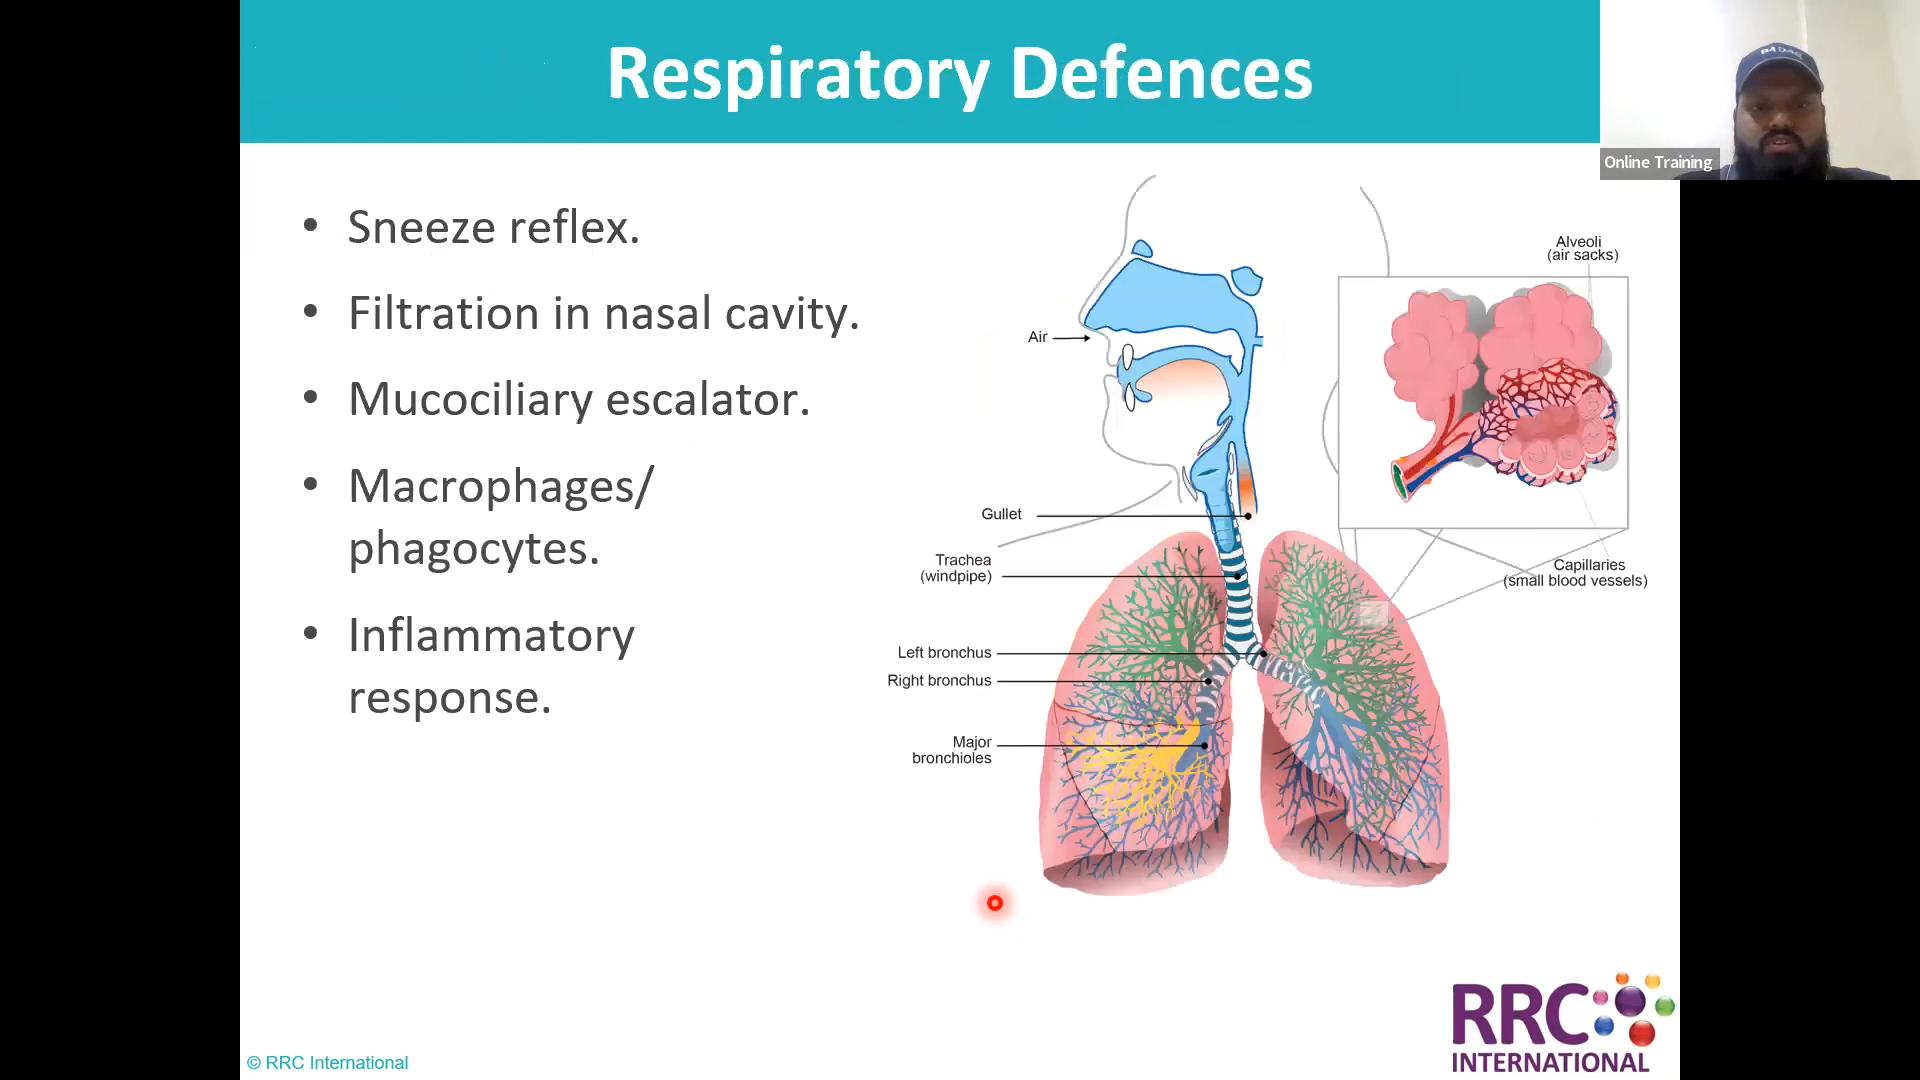 Respiratory Defences
Online Training
• Sneeze reflex.
• Filtration in nasal cavity.
• Mucociliary escalator.
• Macrophages/
phagocytes.
• Inflammatory
response.
Alveoli
(air sacks)
Air
Gullet
Trachea
(windpipe)
Capillaries
(small blood vessels)
Left bronchus
Right bronchus
Major
bronchioles
RRC
INTERNATIONAL
© RRC International